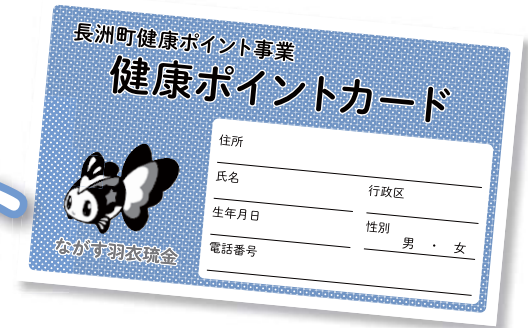 長洲町健康ポイント事業
健康ポイントカード
住所
氏名
行政区
生年月日
性別
男 ・ 女
電話番号
ながす羽衣琉金